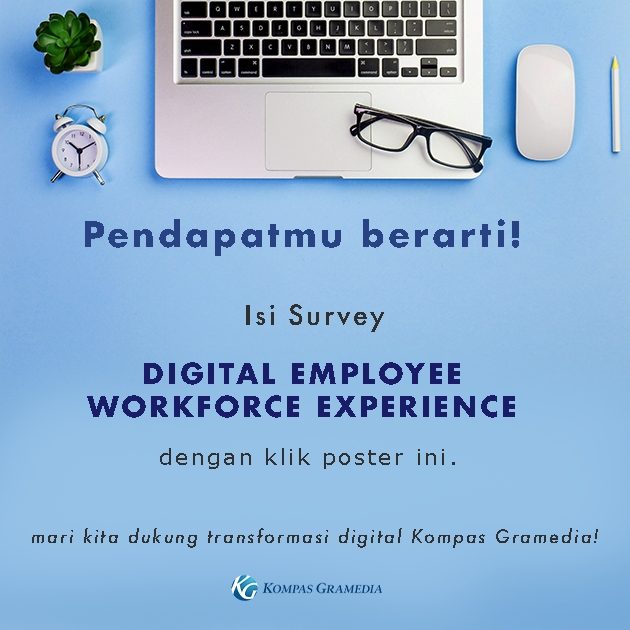 Pendapatmu berarti!
Isi Survey
DIGITAL EMPLOYEE
WORKFORCE EXPERIENCE
dengan klik poster ini.
mari kita dukung transformasi digital Kompas Gramedia!
KG KOMPAS GRAMEDIA